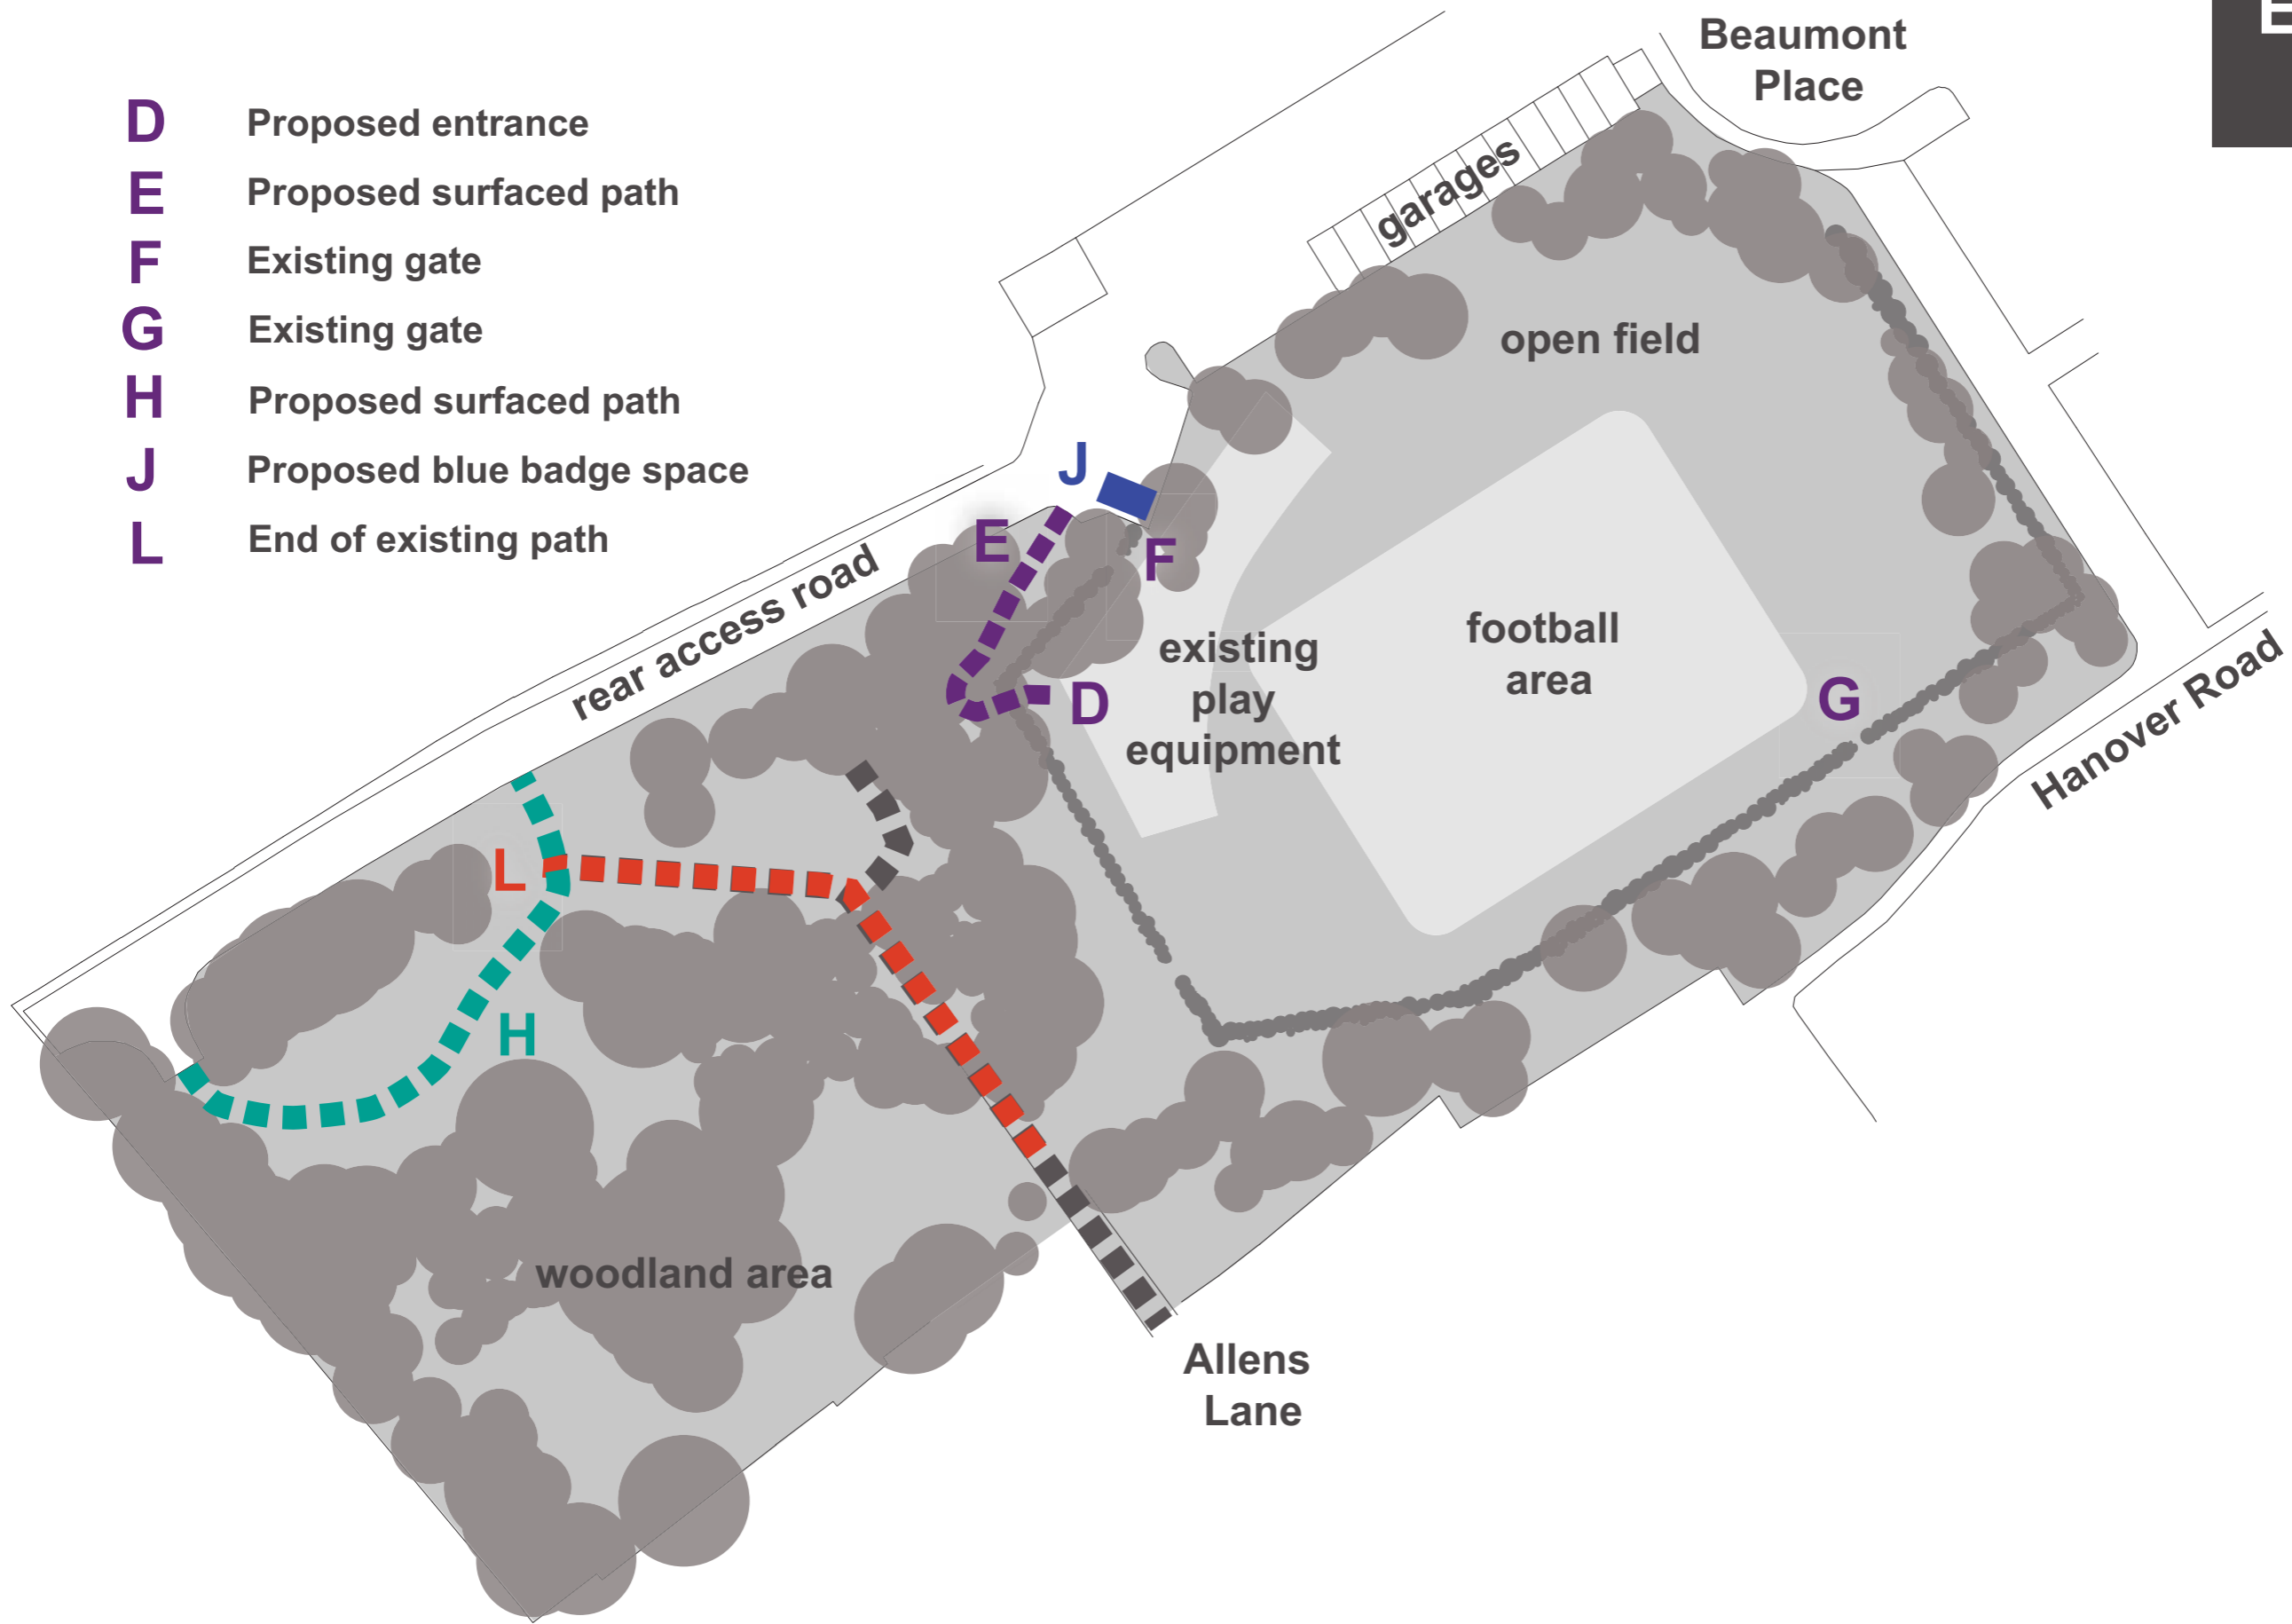 D Proposed entrance
E Proposed surfaced path
F Existing gate
G Existing gate
H Proposed surfaced path
J Proposed blue badge space
L End of existing path
Beaumont
Place
garages
open field
J
E
F
rear access road
existing
play
equipment
football
area
D
G
Hanover Road
L
H
woodland area
Allens
Lane